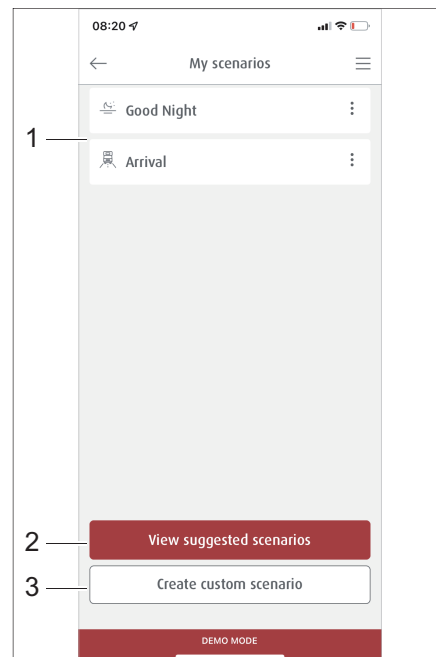 08:20
My scenarios
Good Night
1
Arrival
2
View suggested scenarios
3
Create custom scenario
DEMO MODE